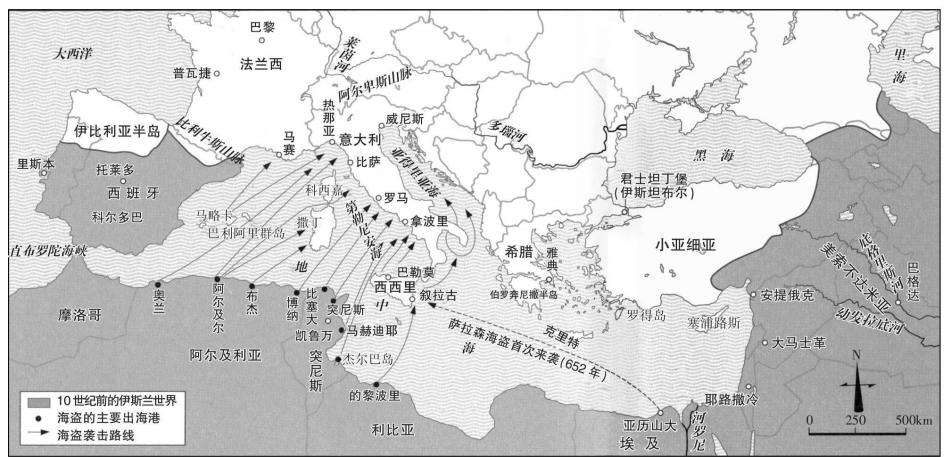 大西洋
巴黎
法兰西
普瓦捷
莱茵河
阿尔卑斯山脉
里海
伊比利亚半岛
比利牛斯山脉
马赛
热那亚
意大利
威尼斯
多瑙河
黑海
里斯本
托莱多
西班牙
科尔多巴
比萨
科西嘉
亚得里亚海
君士坦丁堡
(伊斯坦布尔)
马略卡
巴利阿里群岛
撒丁
第勒尼安海
罗马
拿波里
小亚细亚
希腊
雅典
底格里斯河
美索不达米亚
巴格达
直布罗陀海峡
地中海
巴勒莫
西西里
叙拉古
伯罗奔尼撒半岛
罗得岛
塞浦路斯
安提俄克
幼发拉底河
摩洛哥
奥兰
阿尔及尔
布杰
博纳
比塞大
突尼斯
凯鲁万
马赫迪耶
克里特
萨拉森海盗首次来袭(652年)
大马士革
阿尔及利亚
突尼斯
杰尔巴岛
的黎波里
利比亚
亚历山大
埃及
河罗尼
耶路撒冷
N
0 250 500km
10世纪前的伊斯兰世界
海盗的主要出海港
海盗袭击路线